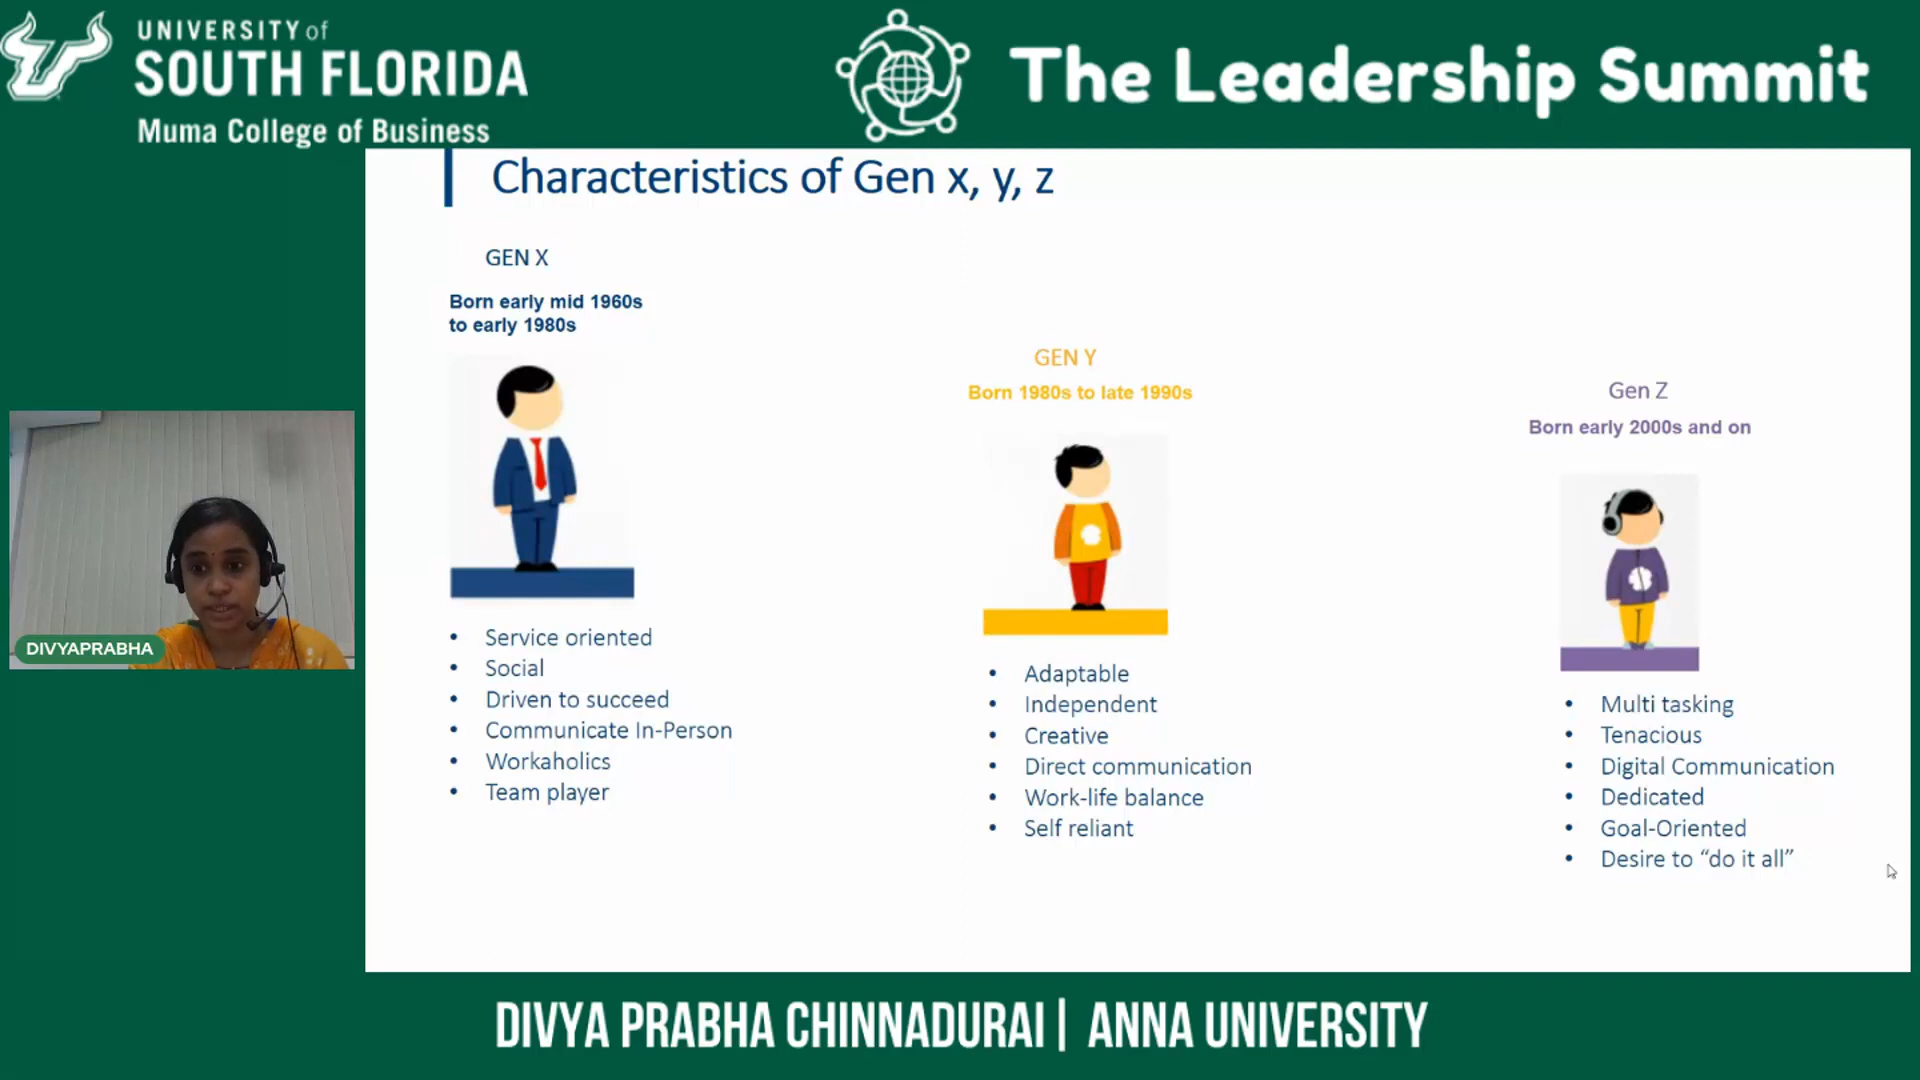 UNIVERSITY of
SOUTH FLORIDA
Muma College of Business
The Leadership Summit
Characteristics of Gen x, y, z
GEN X
Born early mid 1960s
to early 1980s
• Service oriented
• Social
• Driven to succeed
• Communicate In-Person
• Workaholics
• Team player
GEN Y
Born 1980s to late 1990s
• Adaptable
• Independent
• Creative
• Direct communication
• Work-life balance
• Self reliant
Gen Z
Born early 2000s and on
• Multi tasking
• Tenacious
• Digital Communication
• Dedicated
• Goal-Oriented
• Desire to “do it all”
DIVYAPRABHA
DIVYA PRABHA CHINNADURAI | ANNA UNIVERSITY